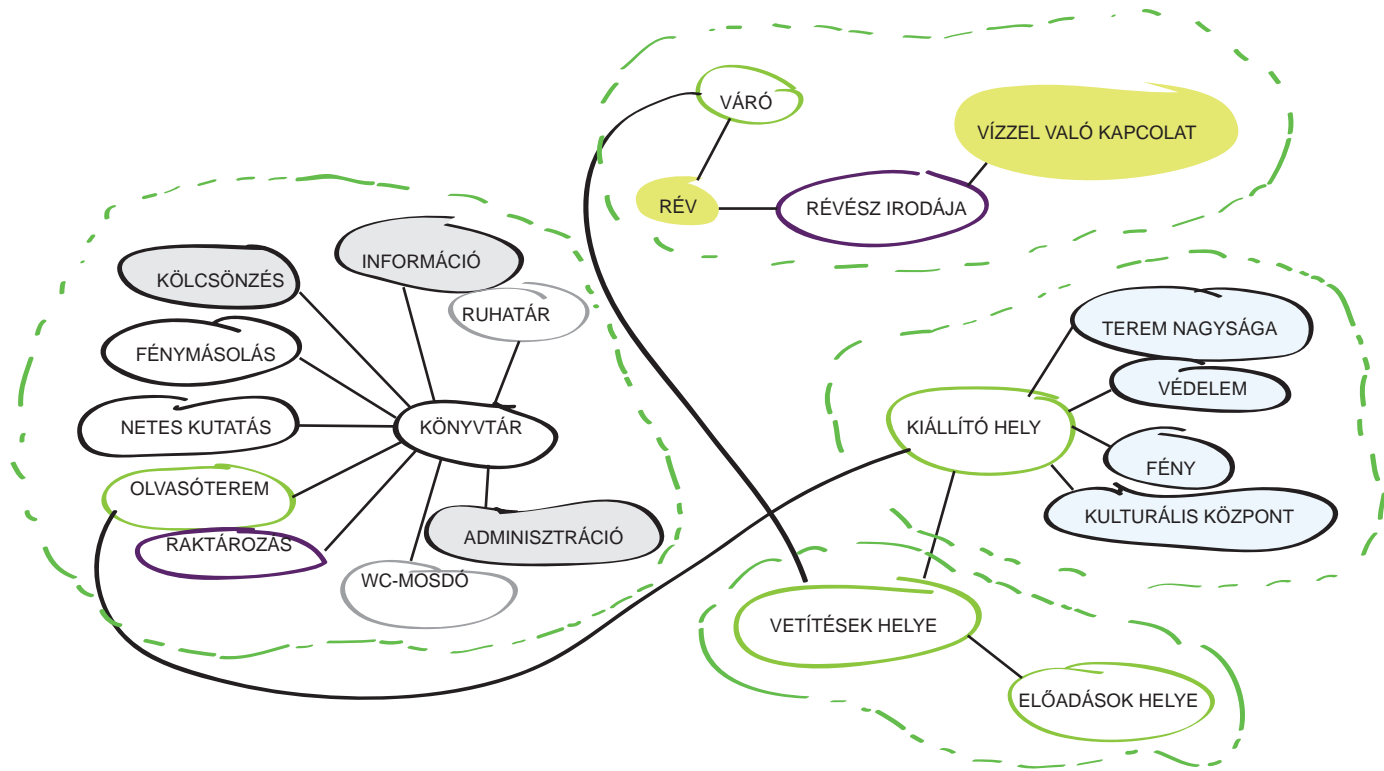 VÁRÓ
VÍZZEL VALÓ KAPCOLAT
RÉV
RÉVÉSZ IRODÁJA
INFORMÁCIÓ
KÖLCSÖNZÉS
RUHATÁR
FÉNYMÁSOLÁS
NETES KUTATÁS
KÖNYVTÁR
OLVASÓTEREM
RAKTÁROZÁS
ADMINISZTRÁCIÓ
WC-MOSDÓ
TEREM NAGYSÁGA
VÉDELEM
KIÁLLÍTÓ HELY
FÉNY
KULTURÁLIS KÖZPONT
VETÍTÉSEK HELYE
ELŐADÁSOK HELYE